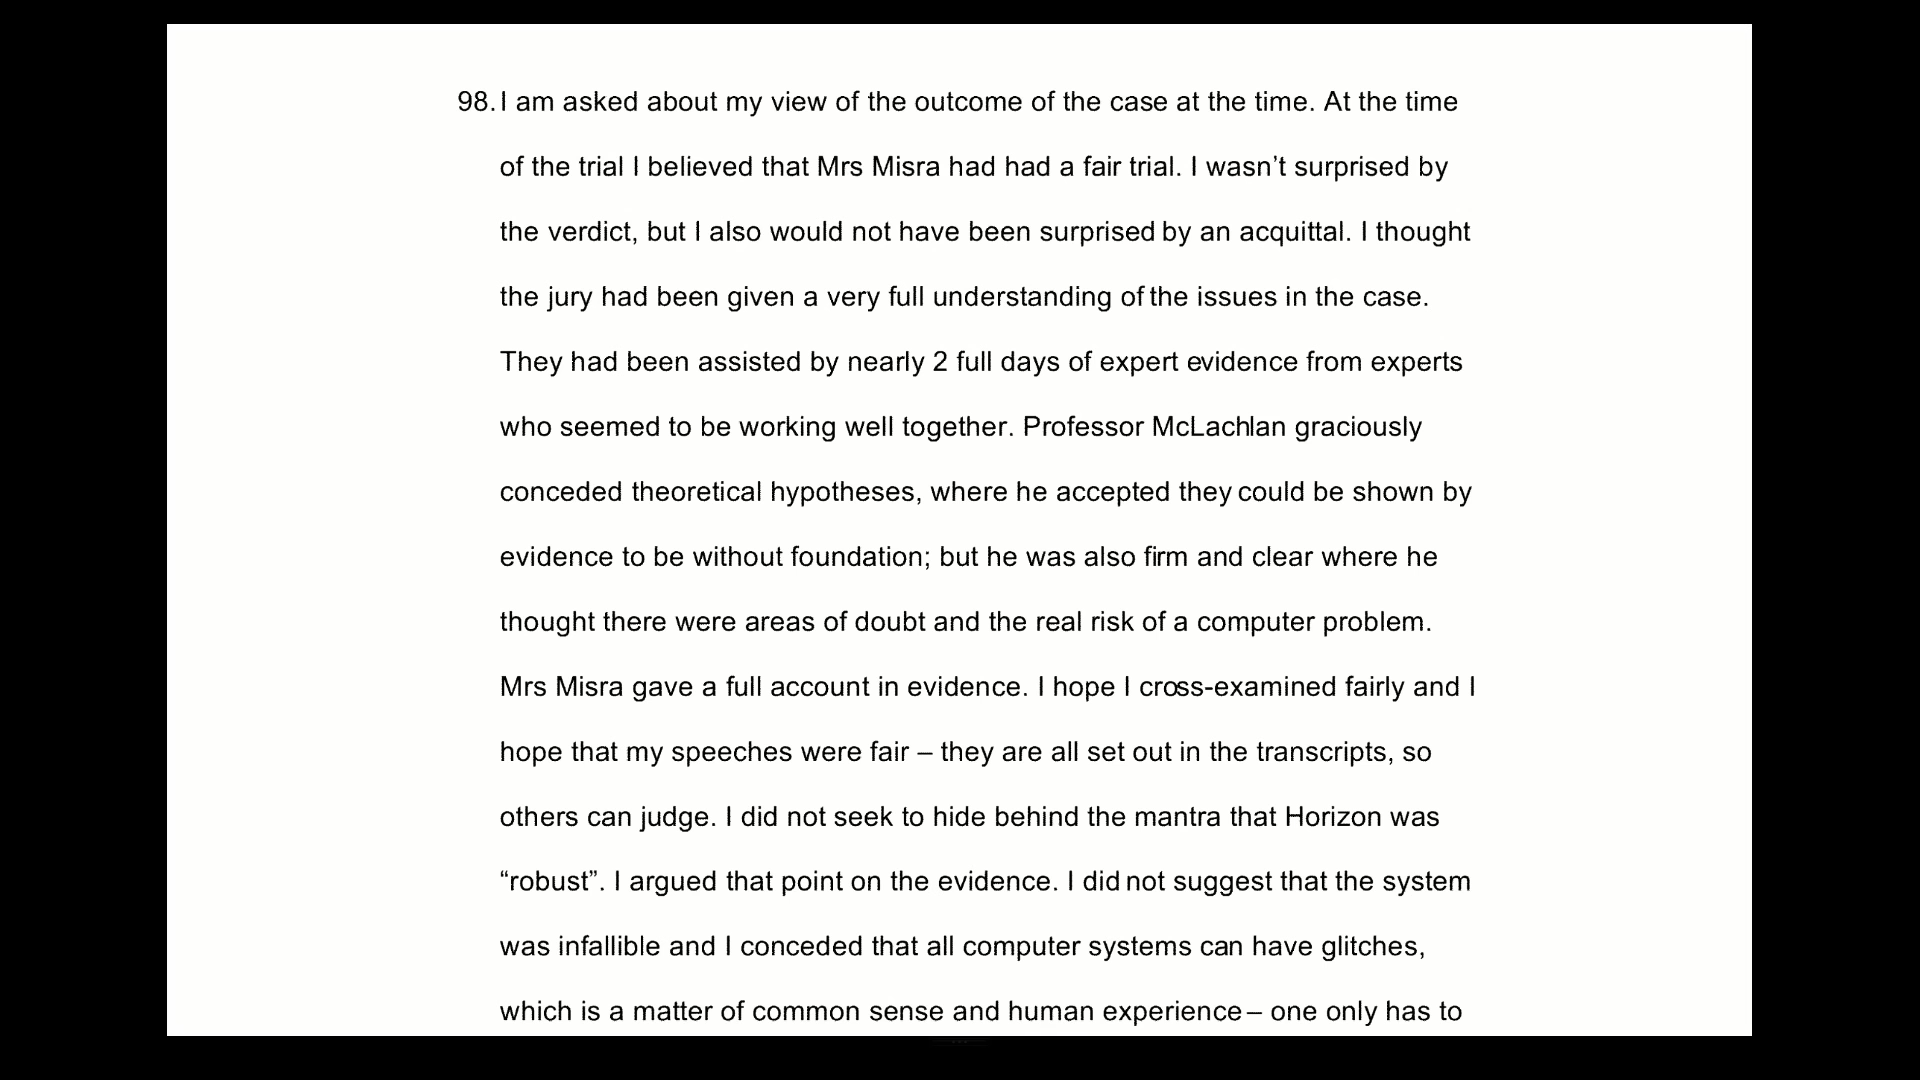 98. I am asked about my view of the outcome of the case at the time. At the time
of the trial I believed that Mrs Misra had had a fair trial. I wasn’t surprised by
the verdict, but I also would not have been surprised by an acquittal. I thought
the jury had been given a very full understanding of the issues in the case.
They had been assisted by nearly 2 full days of expert evidence from experts
who seemed to be working well together. Professor McLachlan graciously
conceded theoretical hypotheses, where he accepted they could be shown by
evidence to be without foundation; but he was also firm and clear where he
thought there were areas of doubt and the real risk of a computer problem.
Mrs Misra gave a full account in evidence. I hope I cross-examined fairly and I
hope that my speeches were fair – they are all set out in the transcripts, so
others can judge. I did not seek to hide behind the mantra that Horizon was
“robust”. I argued that point on the evidence. I did not suggest that the system
was infallible and I conceded that all computer systems can have glitches,
which is a matter of common sense and human experience – one only has to